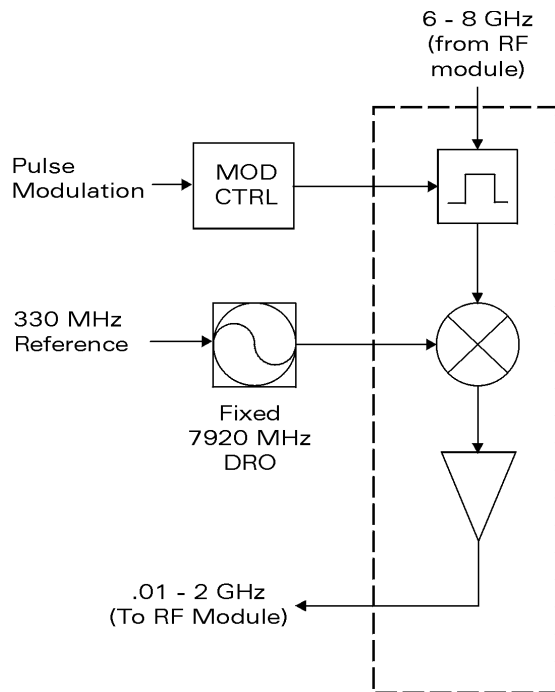 6 - 8 GHz
(from RF
module)
Pulse
Modulation
MOD
CTRL
330 MHz
Reference
Fixed
7920 MHz
DRO
.01 - 2 GHz
(To RF Module)